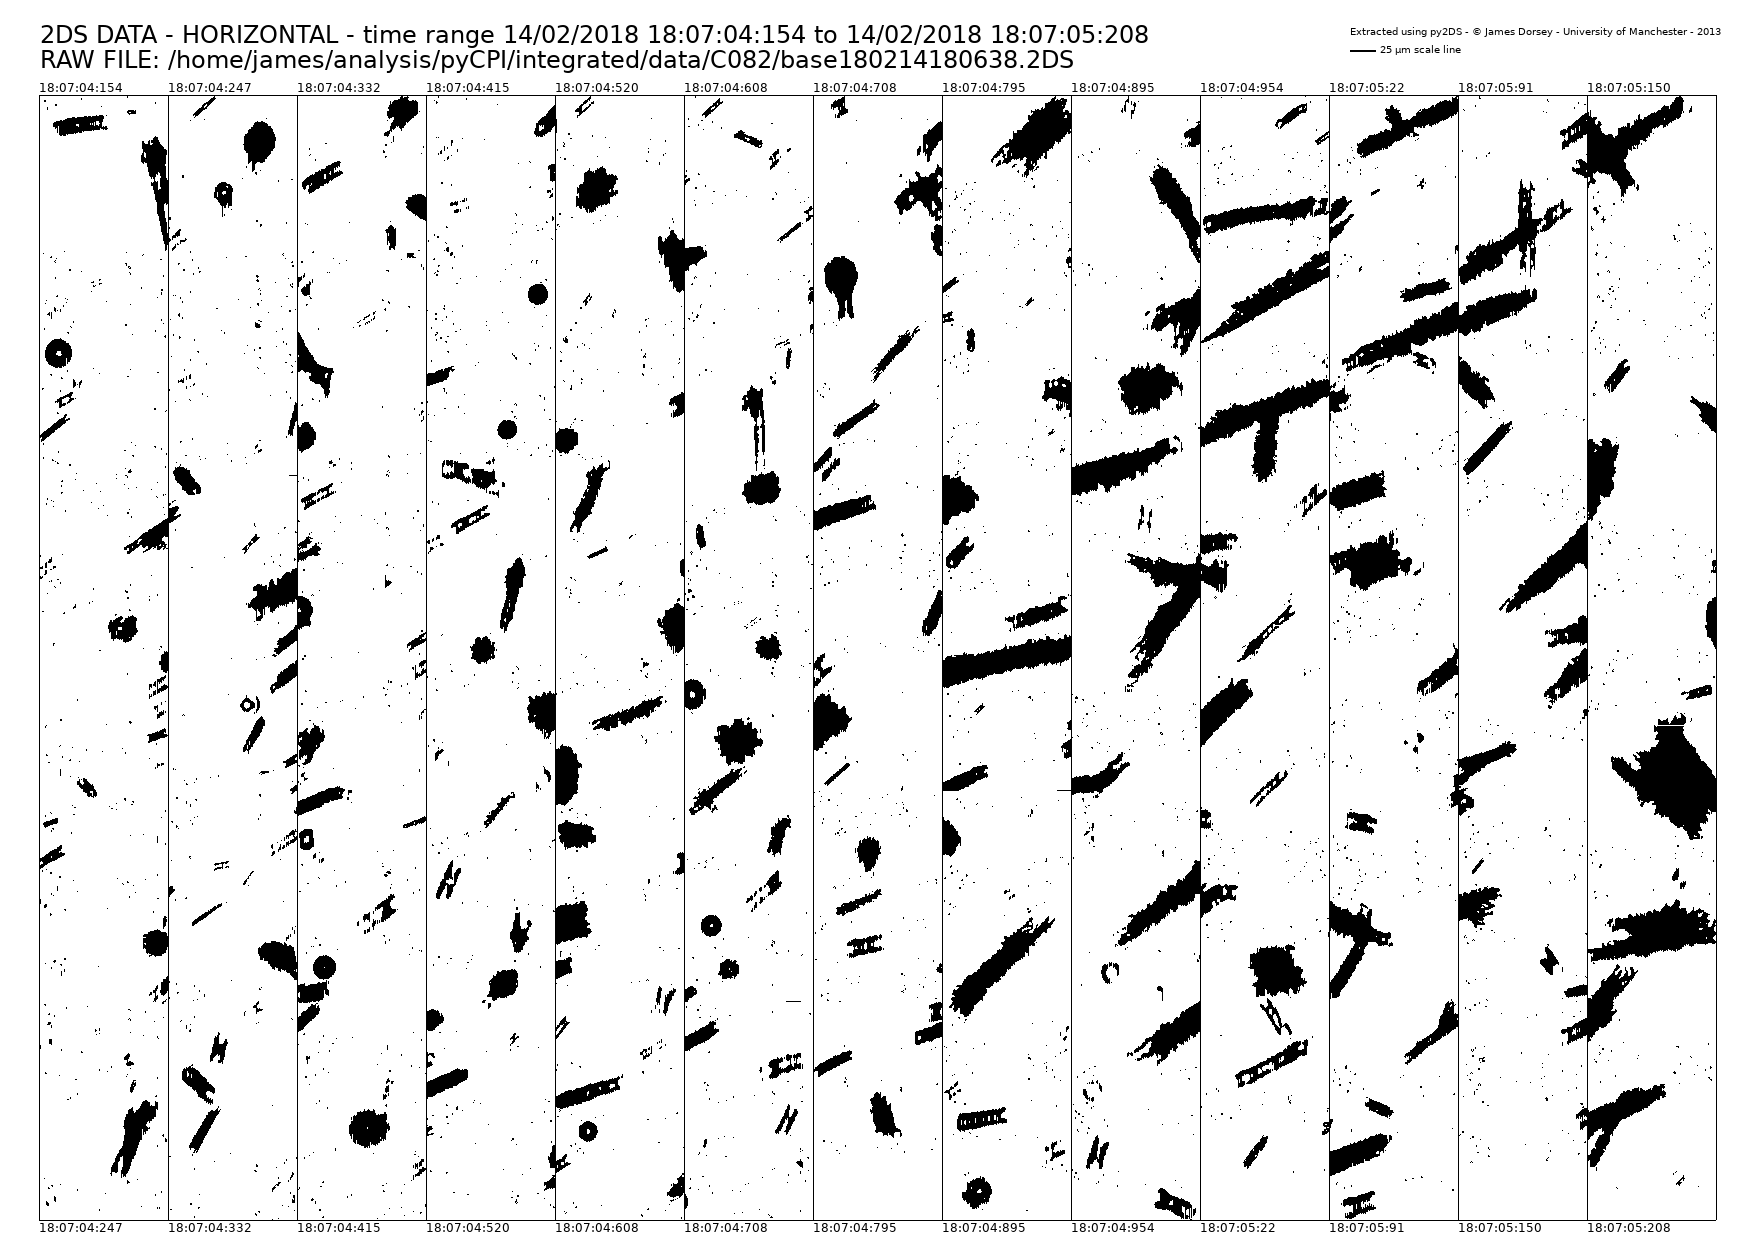 2DS DATA - HORIZONTAL - time range 14/02/2018 18:07:04:154 to 14/02/2018 18:07:05:208
RAW FILE: /home/james/analysis/pyCPI/integrated/data/C082/base180214180638.2DS
Extracted using py2DS - © James Dorsey - University of Manchester - 2013
25 µm scale line
18:07:04:154 18:07:04:247 18:07:04:332 18:07:04:415 18:07:04:520 18:07:04:608 18:07:04:708 18:07:04:795 18:07:04:895 18:07:04:954 18:07:05:22 18:07:05:91 18:07:05:150
18:07:04:247 18:07:04:332 18:07:04:415 18:07:04:520 18:07:04:608 18:07:04:708 18:07:04:795 18:07:04:895 18:07:04:954 18:07:05:22 18:07:05:91 18:07:05:150 18:07:05:208